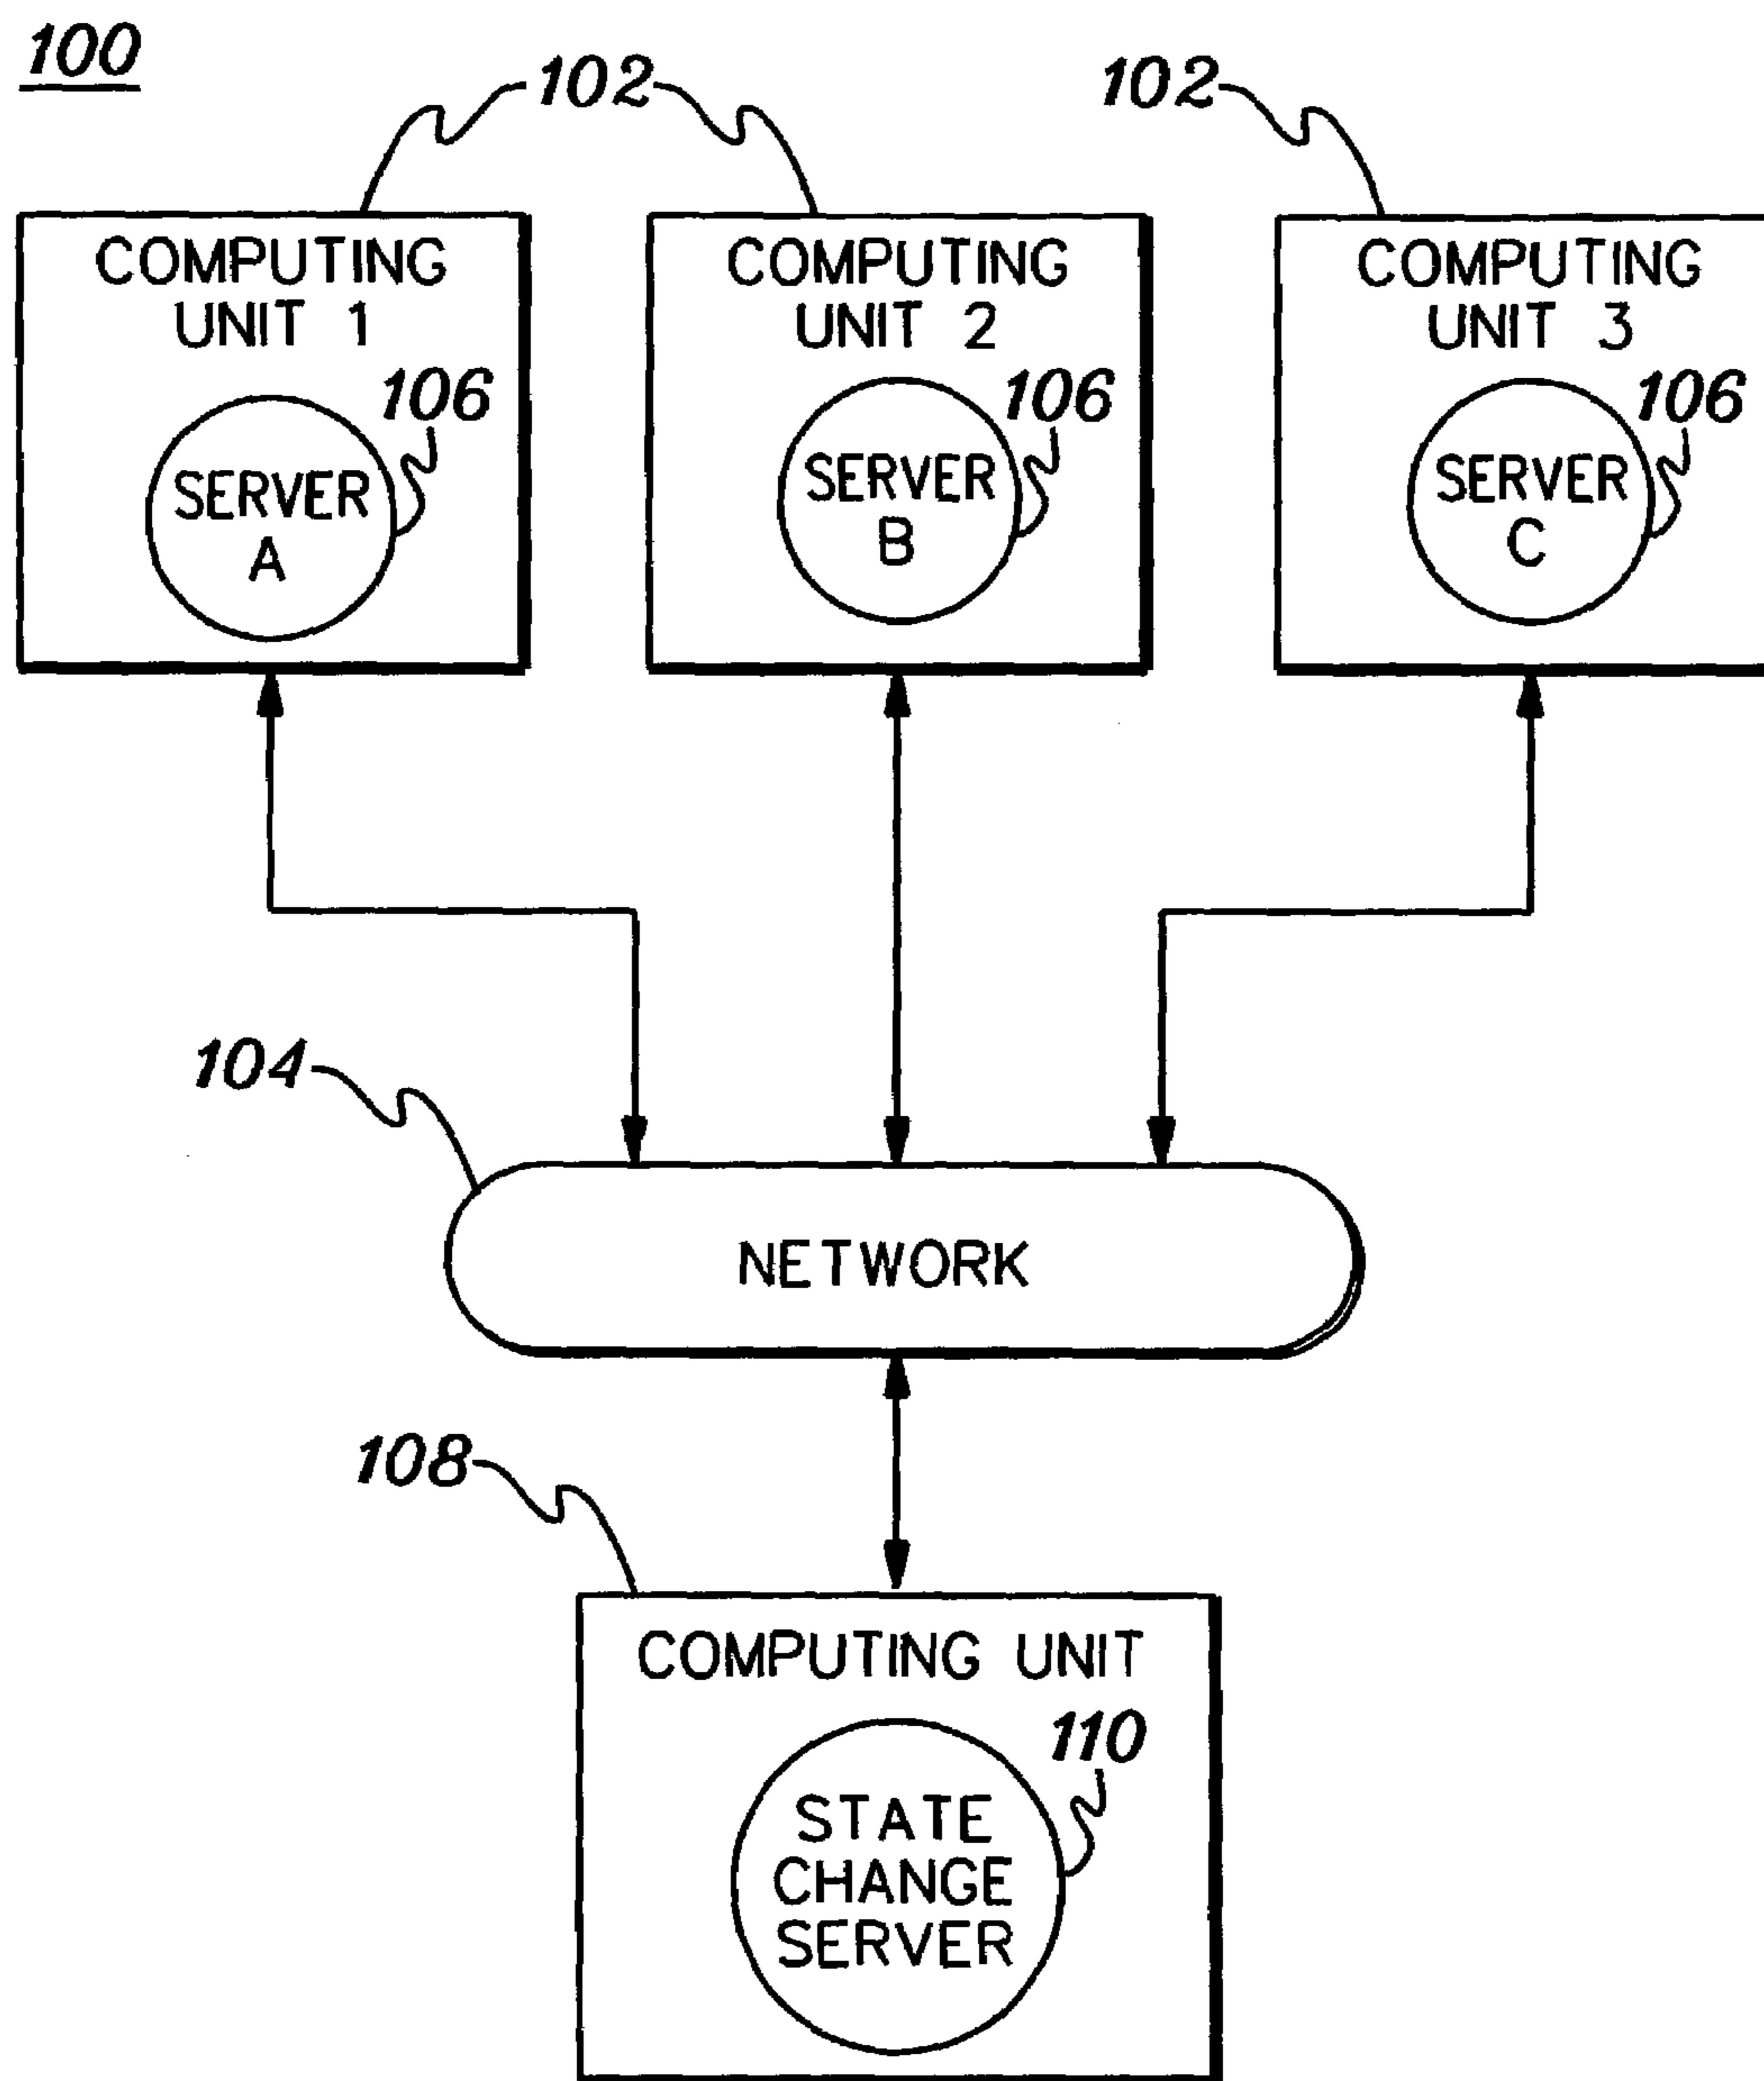 100
102
102
COMPUTING
UNIT 1
106
SERVER
A
COMPUTING
UNIT 2
106
SERVER
B
COMPUTING
UNIT 3
106
SERVER
C
104
NETWORK
108
COMPUTING UNIT
110
STATE
CHANGE
SERVER